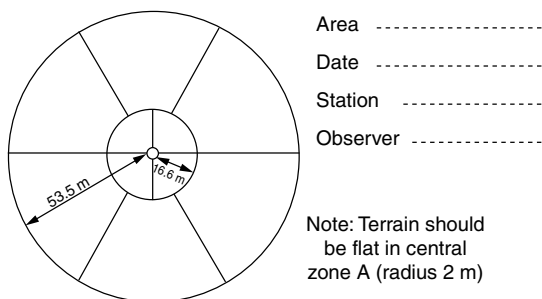 Area
Date
Station
Observer
53.5 m
16.6 m
Note: Terrain should
be flat in central
zone A (radius 2 m)